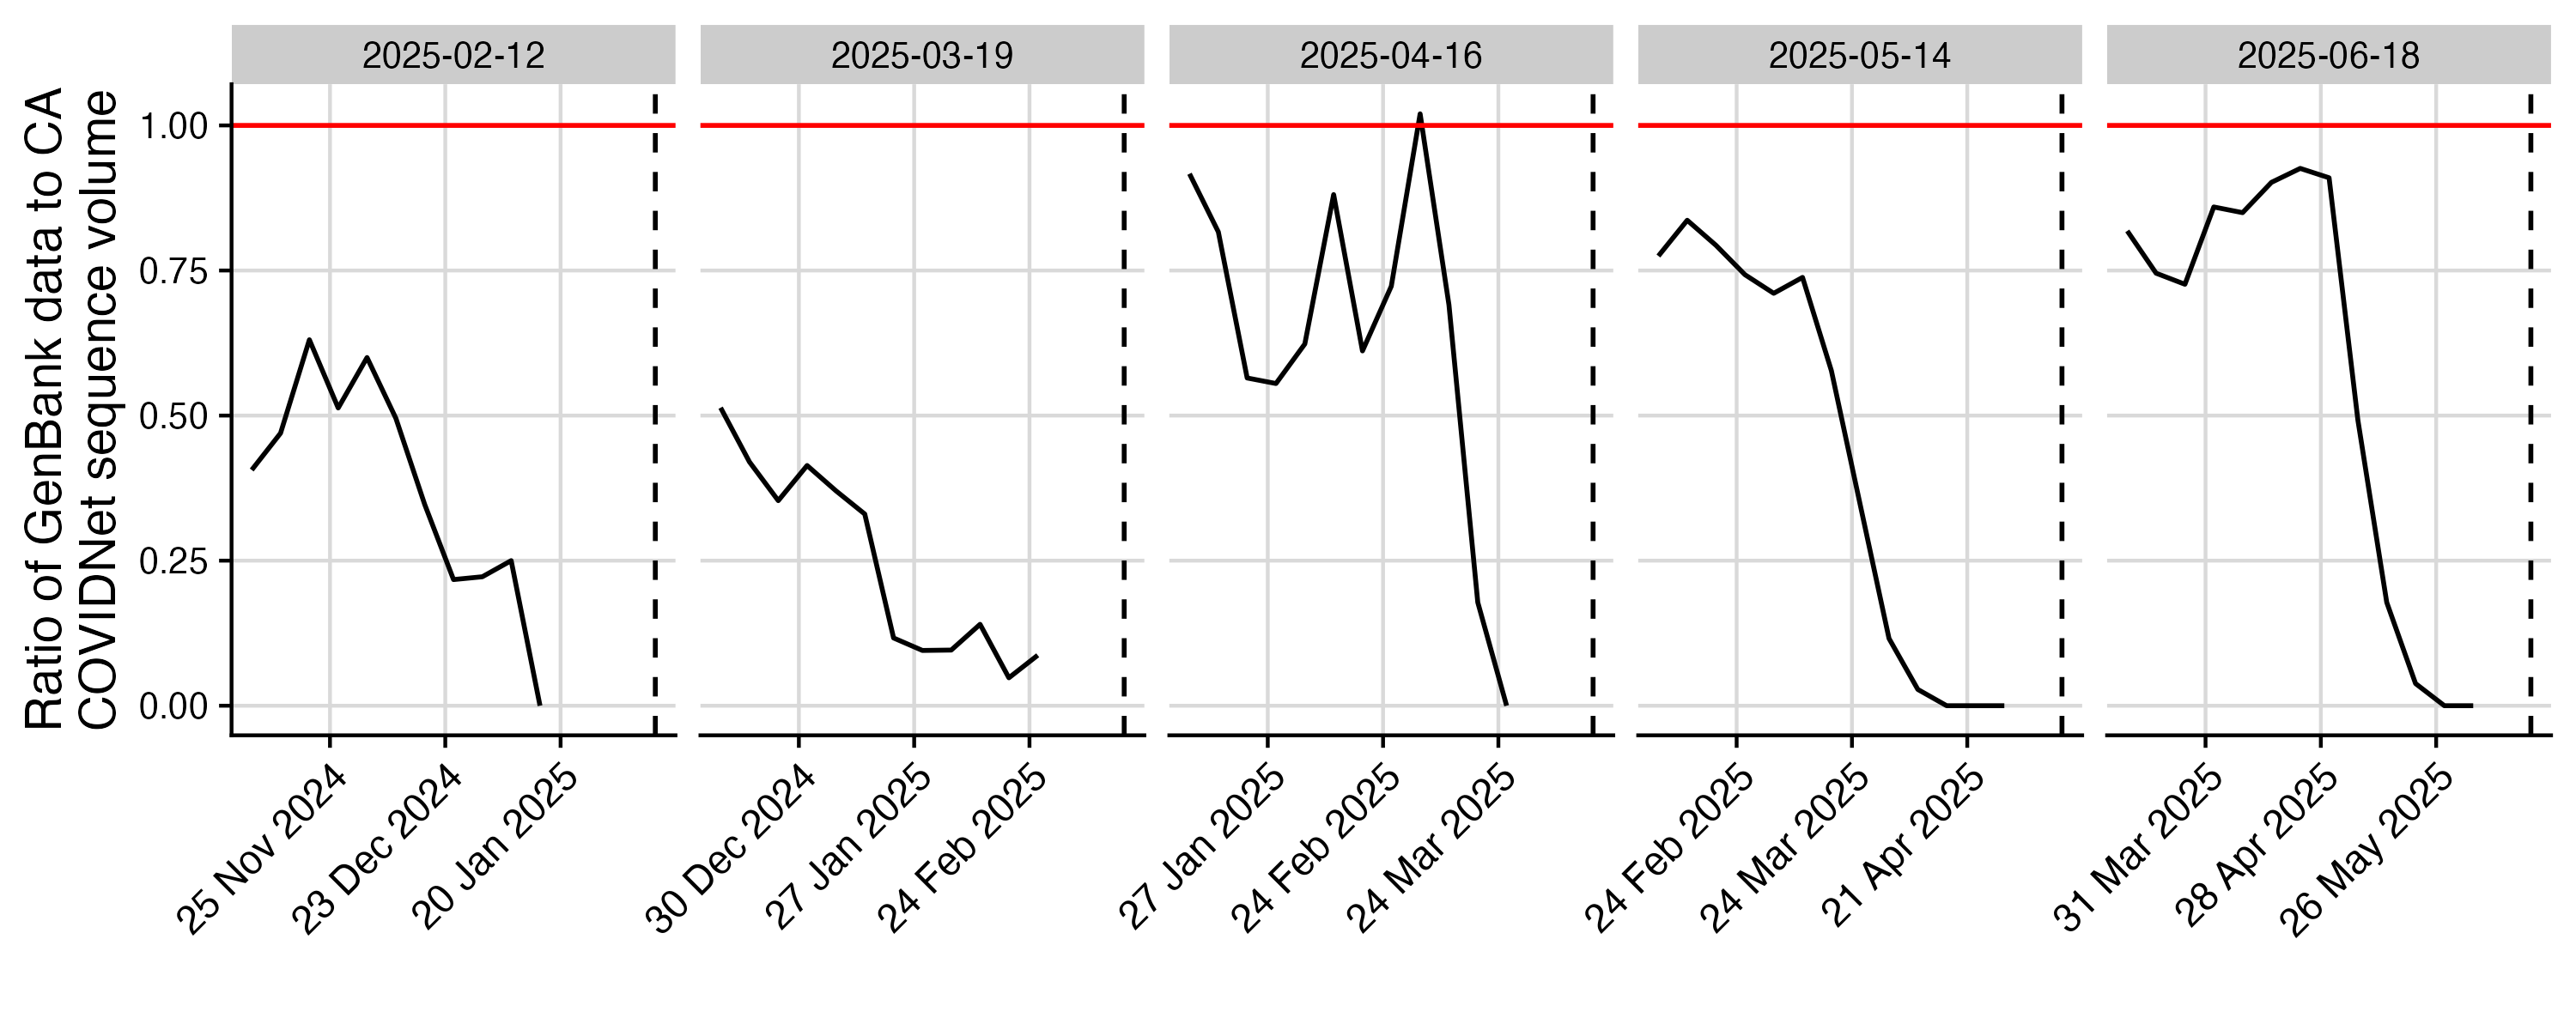 2025-02-12
2025-03-19
2025-04-16
2025-05-14
2025-06-18
Ratio of GenBank data to CA
COVIDNet sequence volume
1.00
0.75
0.50
0.25
0.00
25 Nov 2024
23 Dec 2024
20 Jan 2025
30 Dec 2024
27 Jan 2025
24 Feb 2025
27 Jan 2025
24 Feb 2025
24 Mar 2025
24 Feb 2025
24 Mar 2025
21 Apr 2025
31 Mar 2025
28 Apr 2025
26 May 2025